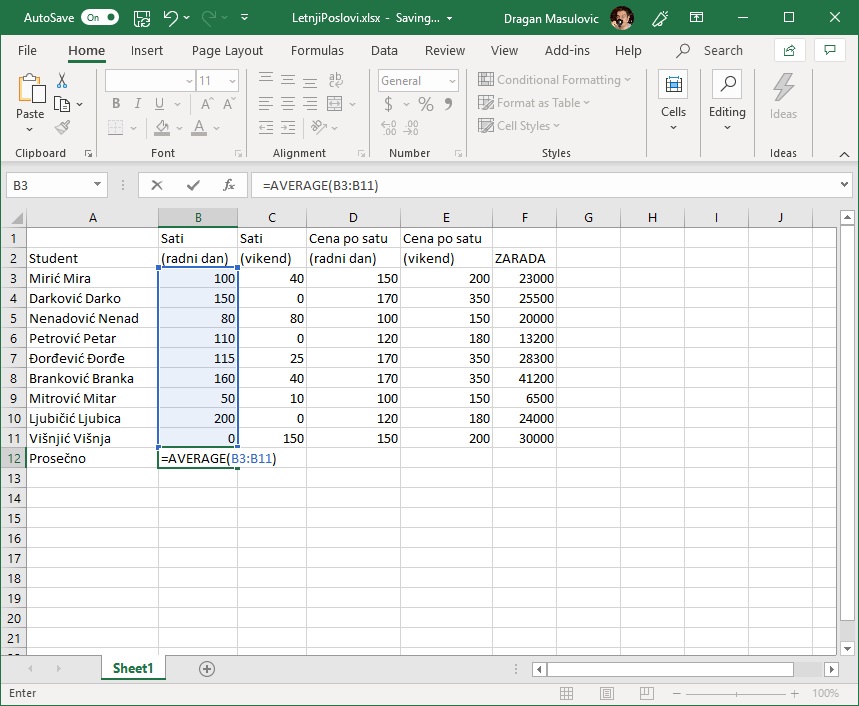 AutoSave On LetnjiPoslovi.xlsx - Saving... Dragan Masulovic
File Home Insert Page Layout Formulas Data Review View Add-ins Help Search
Paste
General
11
B I U A A
$ % 9
Conditional Formatting
Format as Table
Cell Styles
Cells
Editing
Ideas
Clipboard Font Alignment Number Styles Ideas
B3 fx =AVERAGE(B3:B11)
A B C D E F G H I J
1 Sati Sati Cena po satu Cena po satu
2 Student (radni dan) (vikend) (radni dan) (vikend) ZARADA
3 Mirić Mira 100 40 150 200 23000
4 Darković Darko 150 0 170 350 25500
5 Nenadović Nenad 80 80 100 150 20000
6 Petrović Petar 110 0 120 180 13200
7 Đorđević Đorđe 115 25 170 350 28300
8 Branković Branka 160 40 170 350 41200
9 Mitrović Mitar 50 10 100 150 6500
10 Ljubičić Ljubica 200 0 120 180 24000
11 Višnjić Višnja 0 150 150 200 30000
12 Prosečno =AVERAGE(B3:B11)
13
14
15
16
17
18
19
20
21
Sheet1
Enter 100%